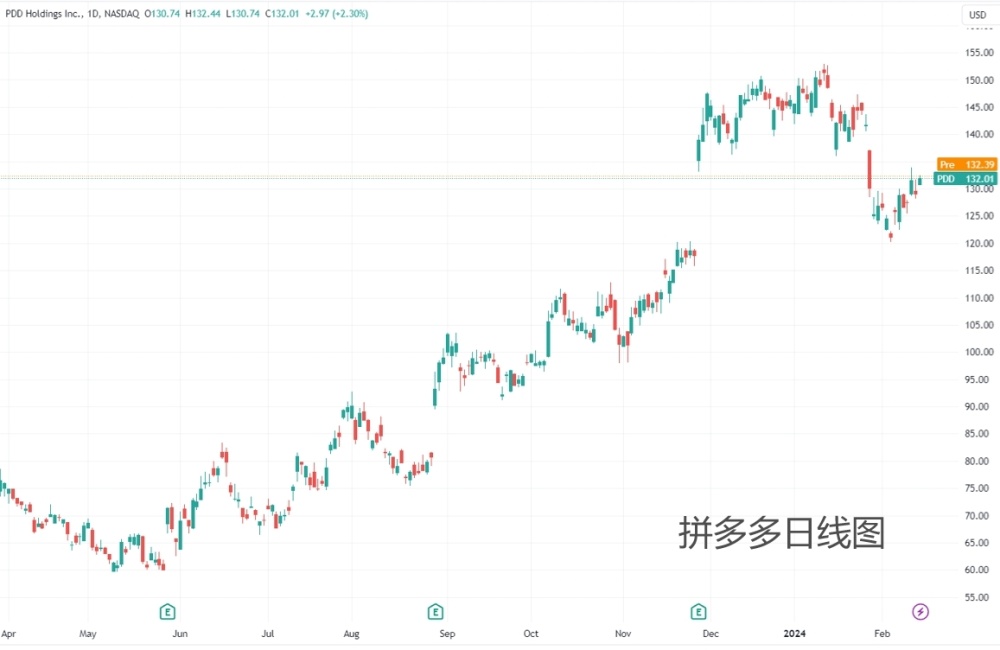 PDD Holdings Inc., 1D, NASDAQ O130.74 H132.44 L130.74 C132.01 +2.97 (+2.30%)
USD
155.00
150.00
145.00
140.00
Pre 132.39
PDD 132.01
130.00
125.00
120.00
115.00
110.00
105.00
100.00
95.00
90.00
85.00
80.00
75.00
70.00
拼多多日线图
65.00
60.00
55.00
E E E
Apr May Jun Jul Aug Sep Oct Nov Dec 2024 Feb